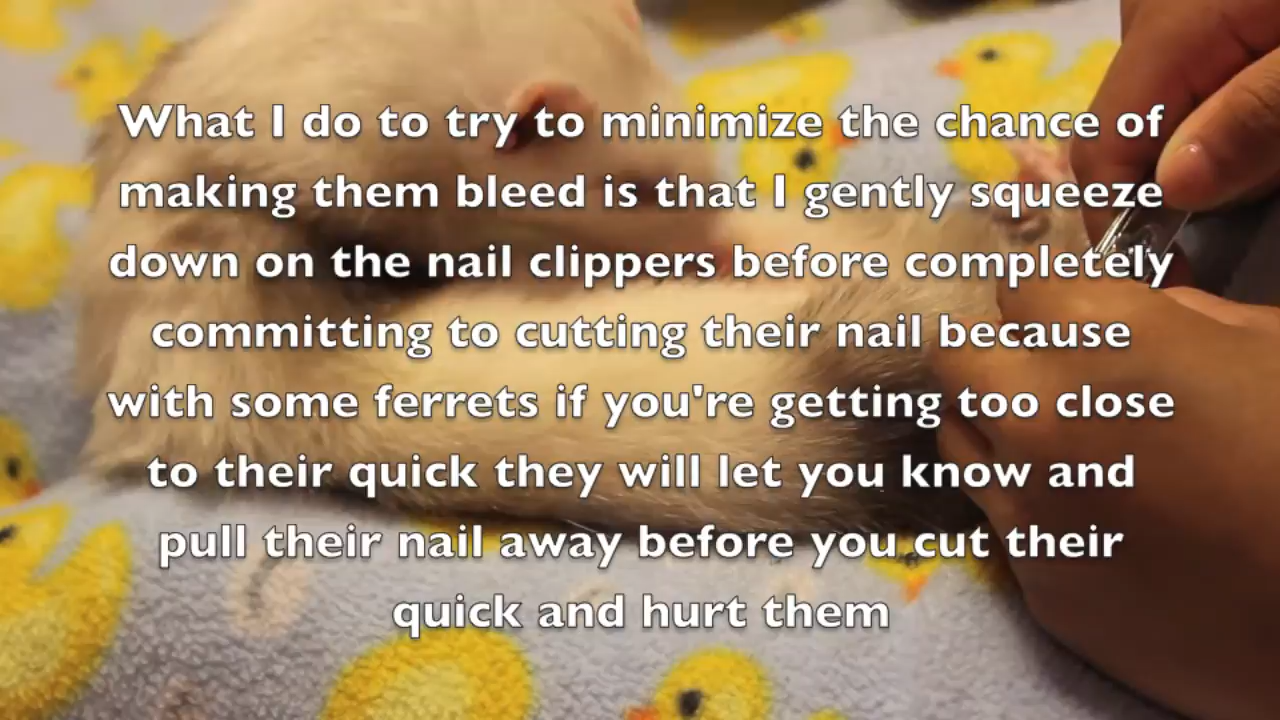 What I do to try to minimize the chance of
making them bleed is that I gently squeeze
down on the nail clippers before completely
committing to cutting their nail because
with some ferrets if you're getting too close
to their quick they will let you know and
pull their nail away before you cut their
quick and hurt them